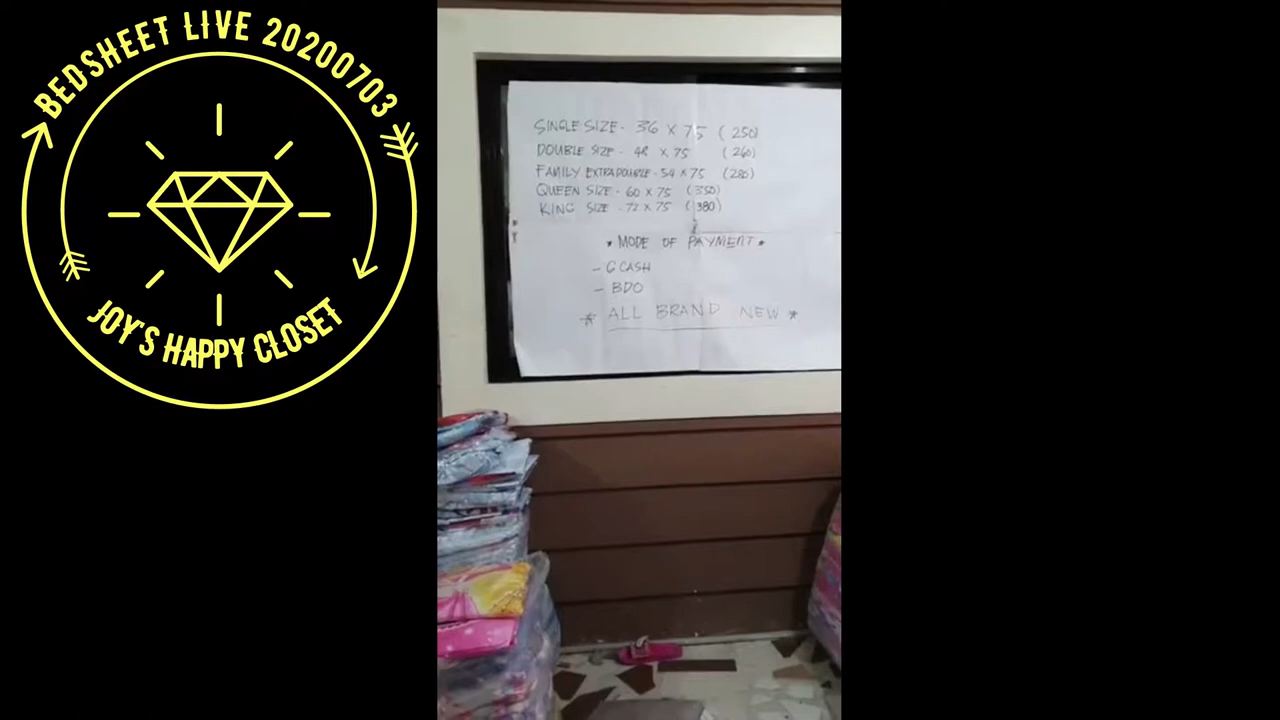 BEDSHEET LIVE 20200703
JOY'S HAPPY CLOSET
SINGLE SIZE - 36 X 75 (250)
DOUBLE SIZE - 48 X 75 (260)
FAMILY EXTRA DOUBLE - 54 X 75 (280)
QUEEN SIZE - 60 X 75 (350)
KING SIZE - 72 X 75 (380)
* MODE OF PAYMENT *
- GCASH
- BDO
* ALL BRAND NEW *